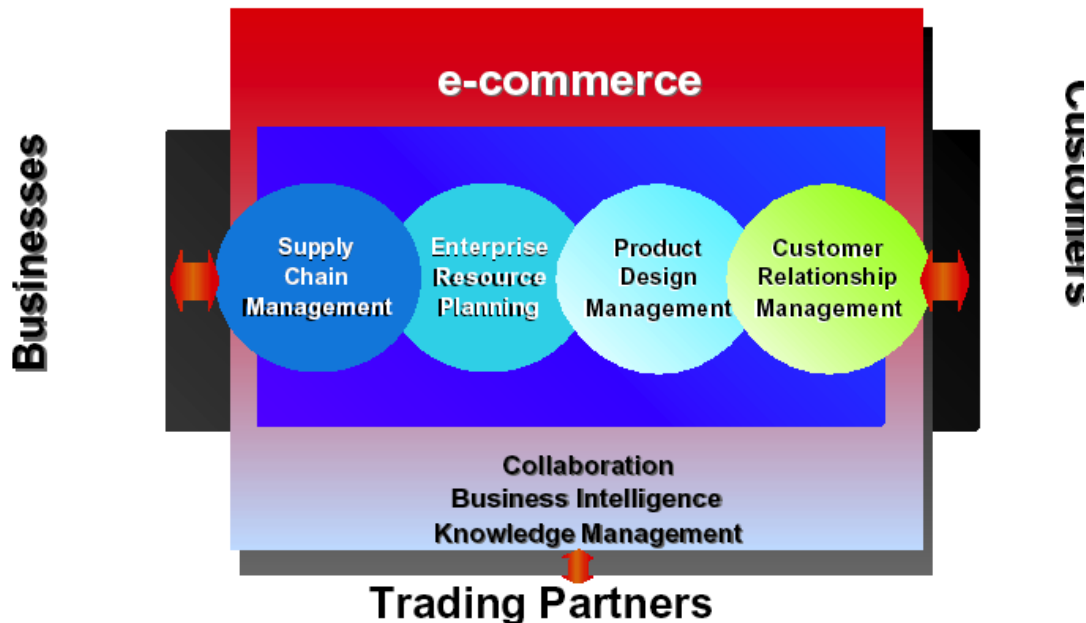 e-commerce
Businesses
Customers
Supply
Chain
Management
Enterprise
Resource
Planning
Product
Design
Management
Customer
Relationship
Management
Collaboration
Business Intelligence
Knowledge Management
Trading Partners